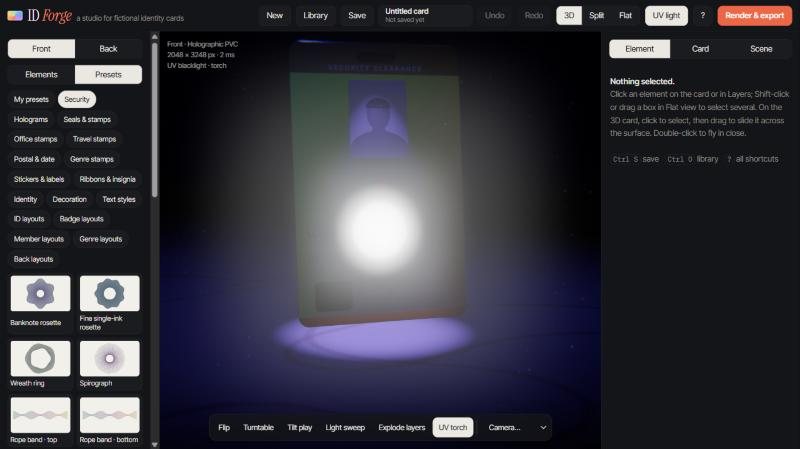 ID Forge a studio for fictional identity cards
New Library Save Untitled card Not saved yet Undo Redo 3D Split Flat UV light ? Render & export
Front Back
Elements Presets
My presets Security
Holograms Seals & stamps
Office stamps Travel stamps
Postal & date Genre stamps
Stickers & labels Ribbons & insignia
Identity Decoration Text styles
ID layouts Badge layouts
Member layouts Genre layouts
Back layouts
Banknote rosette
Fine single-ink rosette
Wreath ring Spirograph
Rope band · top Rope band · bottom
Front · Holographic PVC
2048 × 3248 px · 2 ms
UV blacklight · torch
SECURITY CLEARANCE
Flip Turntable Tilt play Light sweep Explode layers UV torch Camera...
Element Card Scene
Nothing selected.
Click an element on the card or in Layers; Shift-click
or drag a box in Flat view to select several. On the
3D card, click to select, then drag to slide it across
the surface. Double-click to fly in close.
Ctrl S save Ctrl O library ? all shortcuts